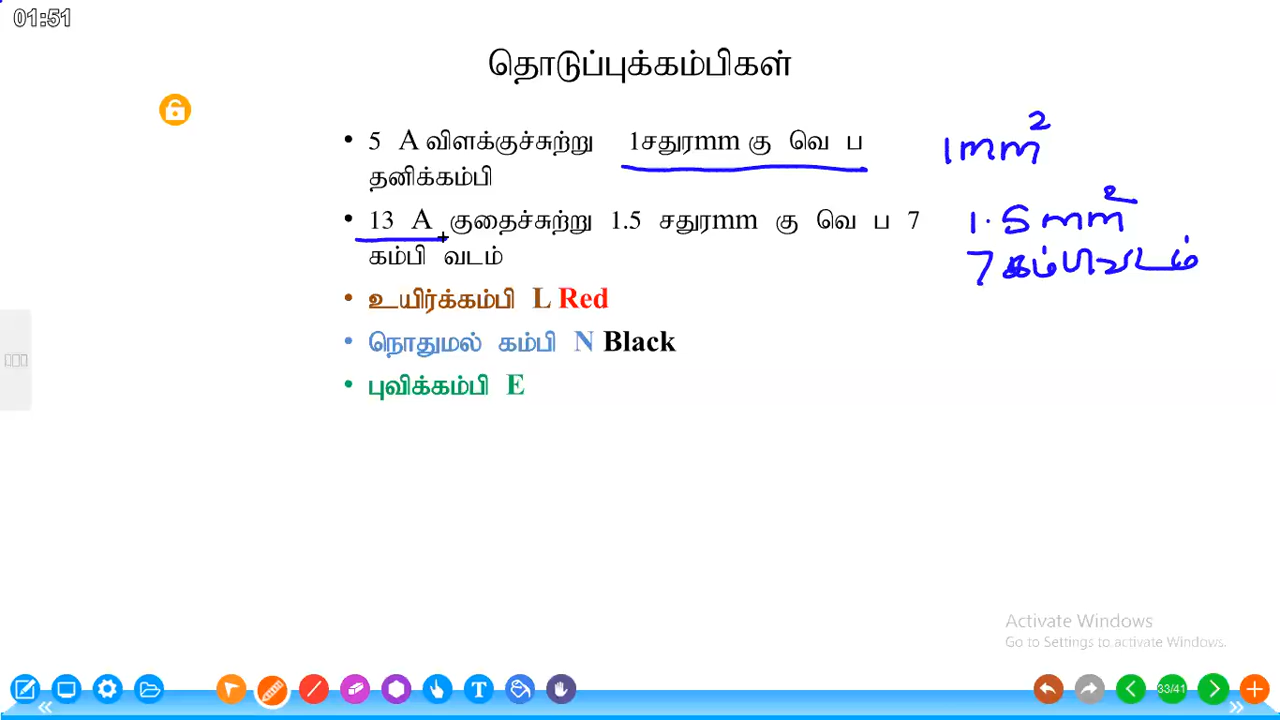 01:51
தொடுப்புக்கம்பிகள்
• 5 A விளக்குச்சுற்று 1சதுரmm கு வெ ப
தனிக்கம்பி
1mm²
• 13 A குதைச்சுற்று 1.5 சதுரmm கு வெ ப 7
கம்பி வடம்
1.5mm²
7 கம்பிவடம்
• உயிர்க்கம்பி L Red
• நொதுமல் கம்பி N Black
• புவிக்கம்பி E
Activate Windows
Go to Settings to activate Windows.
T
33/41